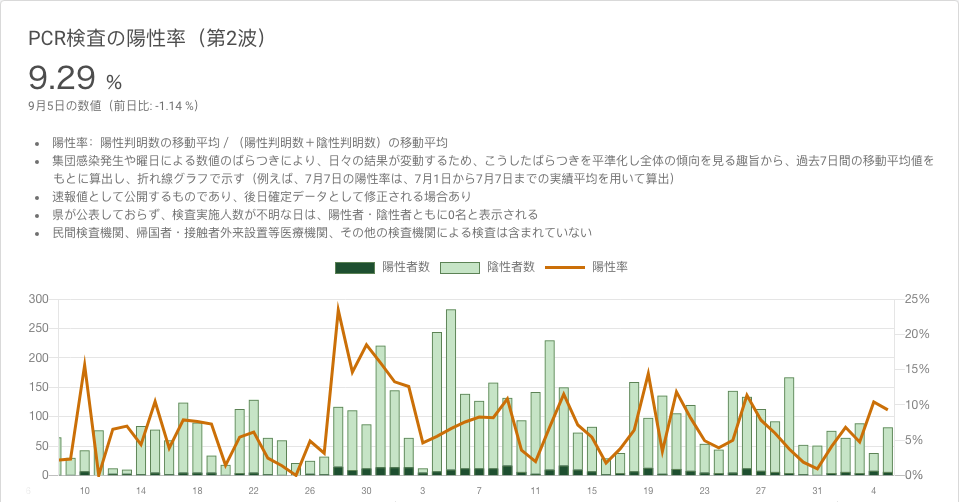 PCR検査の陽性率（第2波）
9.29 %
9月5日の数値（前日比: -1.14 %）
• 陽性率：陽性判明数の移動平均 / （陽性判明数＋陰性判明数）の移動平均
• 集団感染発生や曜日による数値のばらつきにより、日々の結果が変動するため、こうしたばらつきを平準化し全体の傾向を見る趣旨から、過去7日間の移動平均値を
もとに算出し、折れ線グラフで示す（例えば、7月7日の陽性率は、7月1日から7月7日までの実績平均を用いて算出）
• 速報値として公開するものであり、後日確定データとして修正される場合あり
• 県が公表しておらず、検査実施人数が不明な日は、陽性者・陰性者ともに0名と表示される
• 民間検査機関、帰国者・接触者外来設置等医療機関、その他の検査機関による検査は含まれていない
陽性者数 陰性者数 陽性率
300 25%
250 20%
200
150 15%
100 10%
50 5%
0 0%
10 14 18 22 26 30 3 7 11 15 19 23 27 31 4